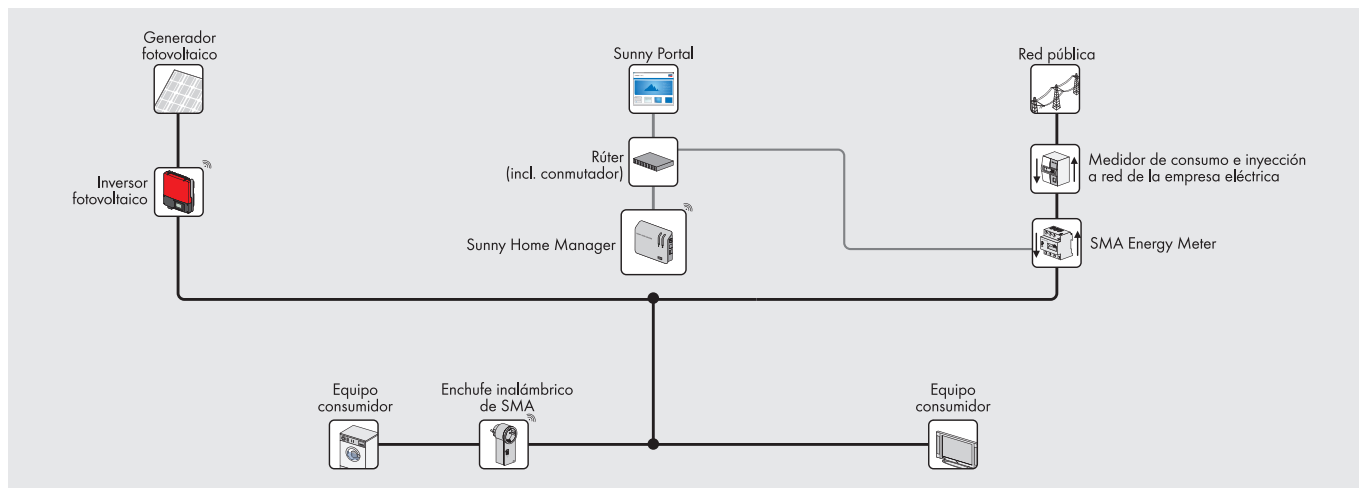 Generador
fotovoltaico
Sunny Portal
Red pública
Rúter
(incl. conmutador)
Medidor de consumo e inyección
a red de la empresa eléctrica
Inversor
fotovoltaico
Sunny Home Manager
SMA Energy Meter
Equipo
consumidor
Enchufe inalámbrico
de SMA
Equipo
consumidor